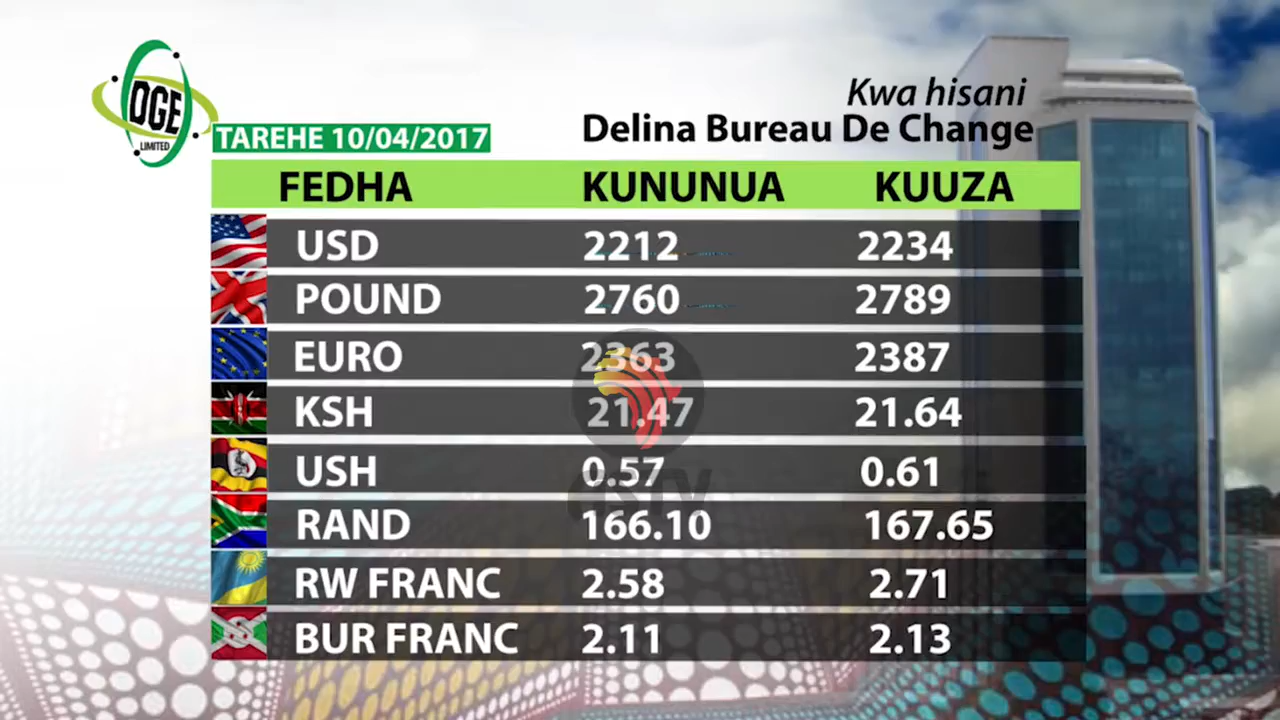 DGE
LIMITED
Kwa hisani
TAREHE 10/04/2017 Delina Bureau De Change
FEDHA KUNUNUA KUUZA
USD 2212 2234
POUND 2760 2789
EURO 2363 2387
KSH 21.47 21.64
USH 0.57 0.61
RAND 166.10 167.65
RW FRANC 2.58 2.71
BUR FRANC 2.11 2.13